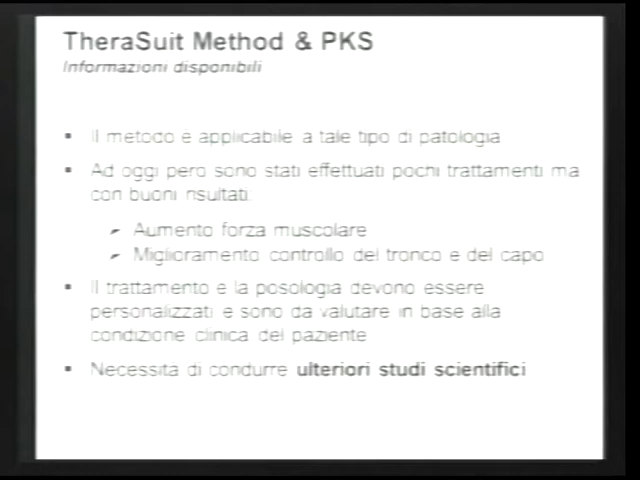 TheraSuit Method & PKS
Informazioni disponibili
▪ Il metodo è applicabile a tale tipo di patologia
▪ Ad oggi però sono stati effettuati pochi trattamenti ma
con buoni risultati:
➢ Aumento forza muscolare
➢ Miglioramento controllo del tronco e del capo
▪ Il trattamento e la posologia devono essere
personalizzati e sono da valutare in base alla
condizione clinica del paziente
▪ Necessità di condurre ulteriori studi scientifici